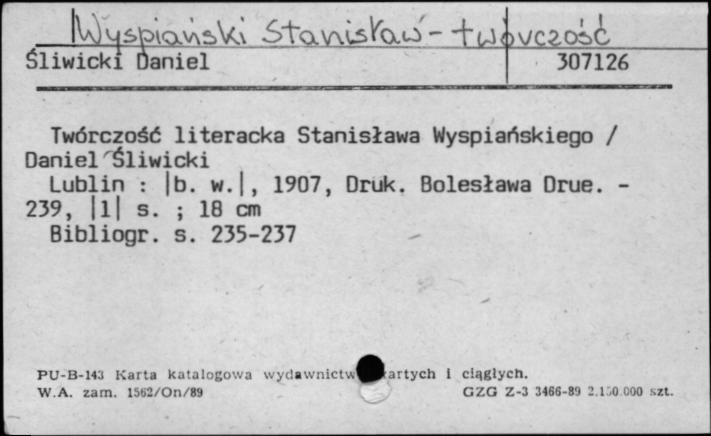 Wyspiański Stanisław - twórczość
Śliwicki Daniel 307126
Twórczość literacka Stanisława Wyspiańskiego /
Daniel Śliwicki
Lublin : |b. w.|, 1907, Druk. Bolesława Drue. -
239, |1| s. ; 18 cm
Bibliogr. s. 235-237
PU-B-143 Karta katalogowa wydawnictw artych i ciągłych.
W.A. zam. 1562/On/89 GZG Z-3 3466-89 2.150.000 szt.